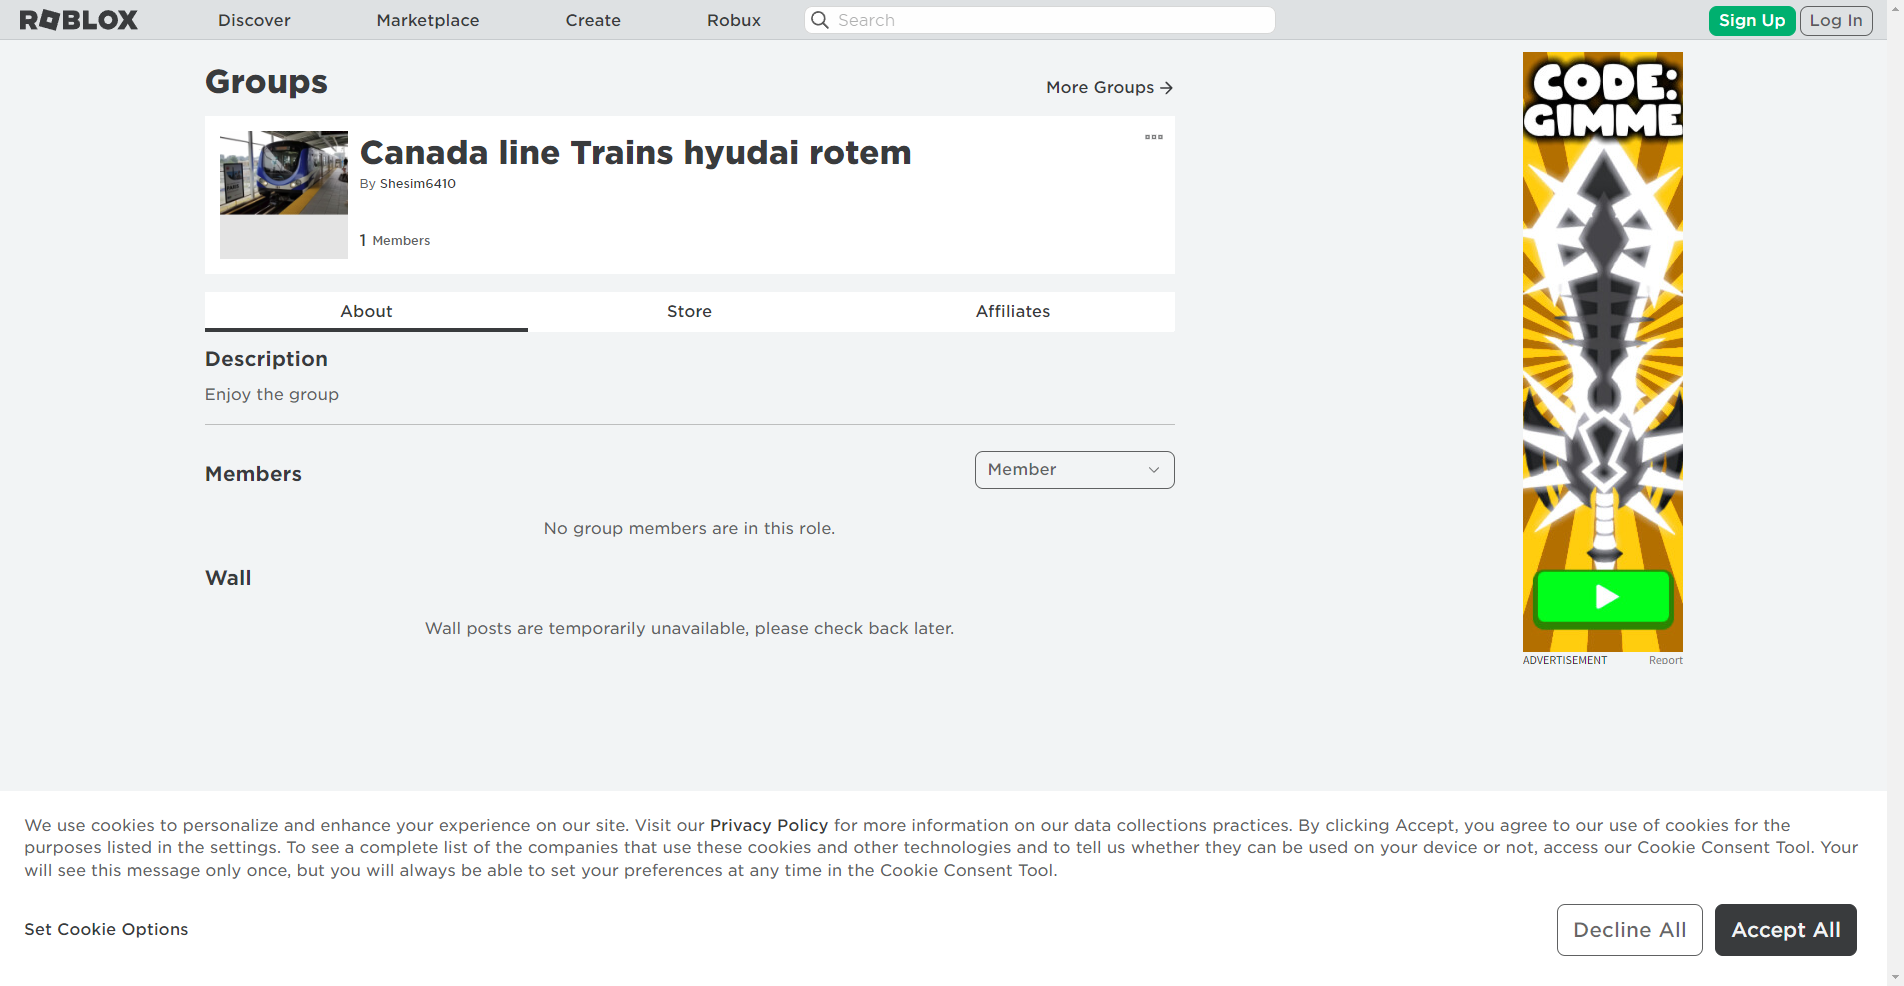 ROBLOX
Discover
Marketplace
Create
Robux
Search
Sign Up
Log In
Groups
More Groups
Canada line Trains hyudai rotem
By Shesim6410
1 Members
About
Store
Affiliates
Description
Enjoy the group
Members
Member
No group members are in this role.
Wall
Wall posts are temporarily unavailable, please check back later.
CODE:
GIMME
ADVERTISEMENT
Report
We use cookies to personalize and enhance your experience on our site. Visit our Privacy Policy for more information on our data collections practices. By clicking Accept, you agree to our use of cookies for the
purposes listed in the settings. To see a complete list of the companies that use these cookies and other technologies and to tell us whether they can be used on your device or not, access our Cookie Consent Tool. Your
will see this message only once, but you will always be able to set your preferences at any time in the Cookie Consent Tool.
Set Cookie Options
Decline All
Accept All